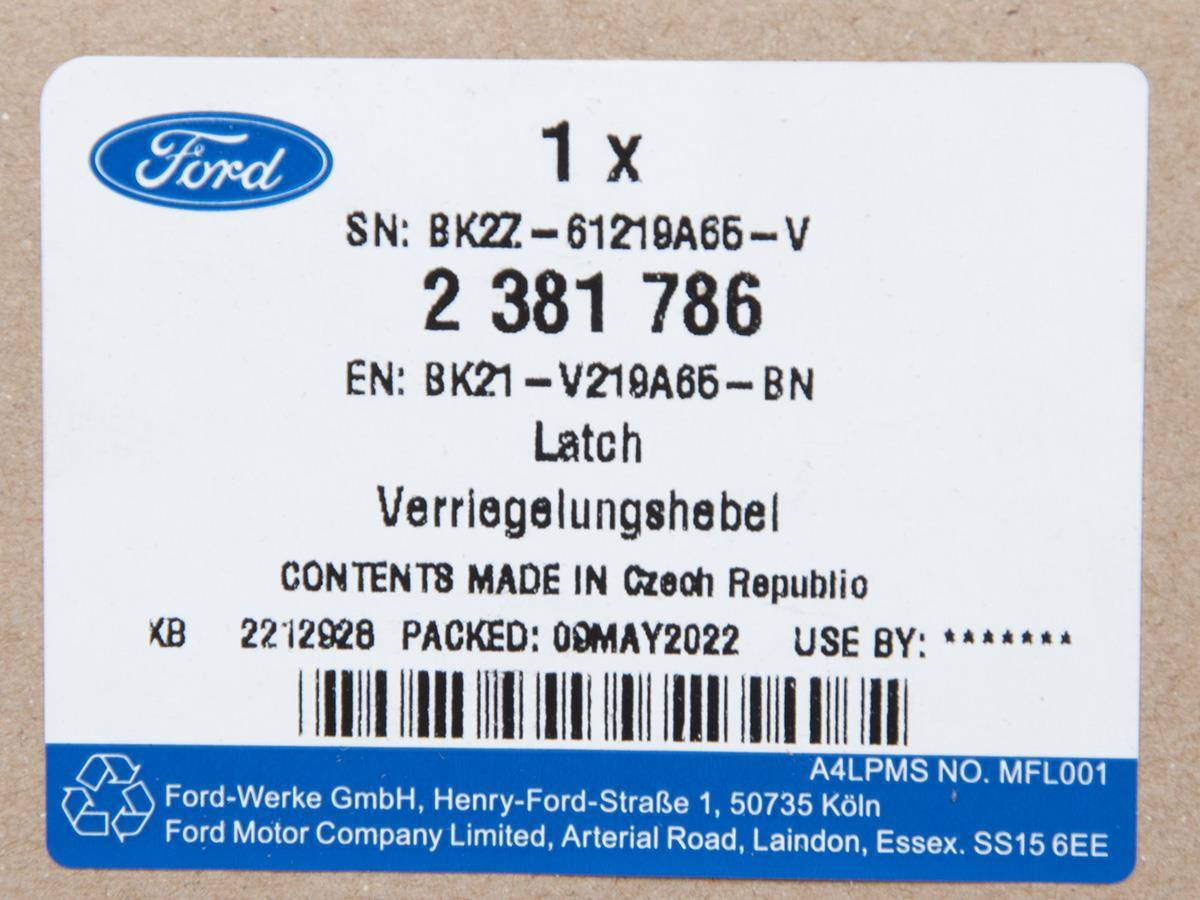 Ford
1 x
SN: BK2Z-61219A65-V
2 381 786
EN: BK21-V219A65-BN
Latch
Verriegelungshebel
CONTENTS MADE IN Czech Republic
XB 2212928 PACKED: 09MAY2022 USE BY: *******
A4LPMS NO. MFL001
Ford-Werke GmbH, Henry-Ford-Straße 1, 50735 Köln
Ford Motor Company Limited, Arterial Road, Laindon, Essex. SS15 6EE